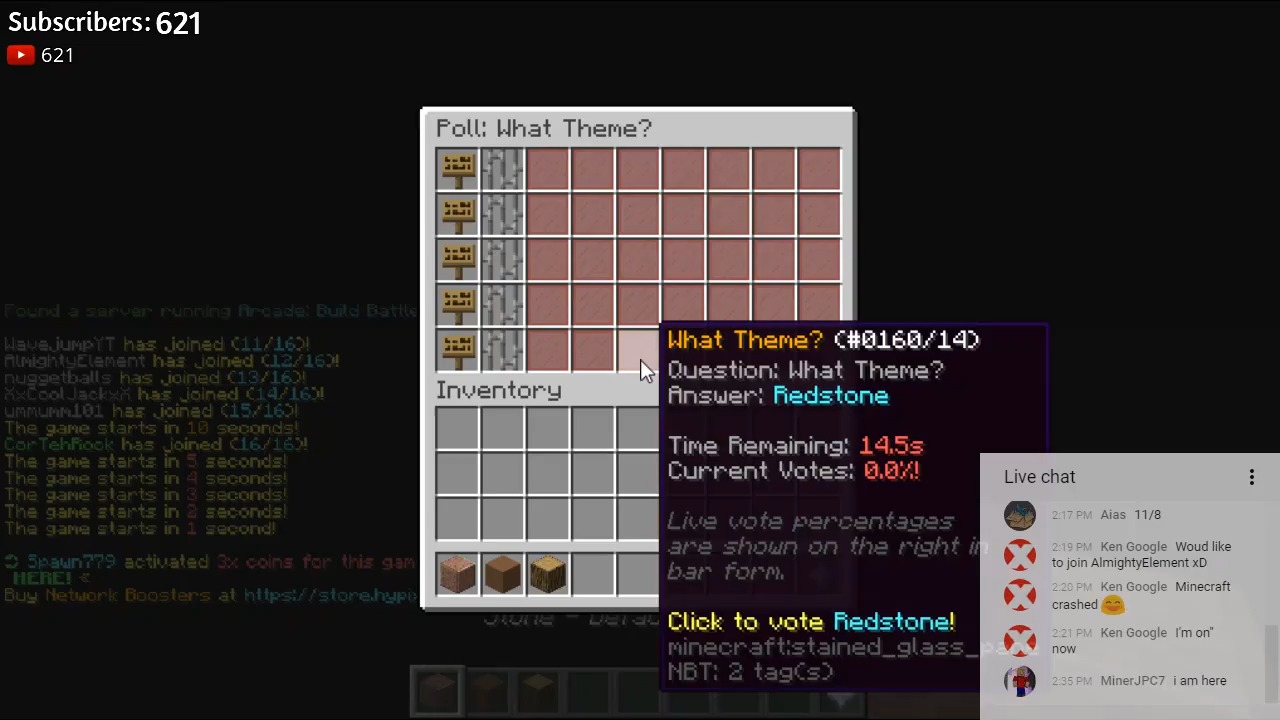 Subscribers: 621
621
Poll: What Theme?
Found a server running Arcade: Build Battle
WaveJumpYT has joined (11/16)!
AlmightyElement has joined (12/16)!
nuggetballs has joined (13/16)!
XxCoolJackxX has joined (14/16)!
ummumm101 has joined (15/16)!
The game starts in 10 seconds!
CorTehRock has joined (16/16)!
The game starts in 5 seconds!
The game starts in 4 seconds!
The game starts in 3 seconds!
The game starts in 2 seconds!
The game starts in 1 second!
5pawn779 activated 3x coins for this gam
HERE! «
Buy Network Boosters at https://store.hypix
Inventory
What Theme? (#0160/14)
Question: What Theme?
Answer: Redstone
Time Remaining: 14.5s
Current Votes: 0.0%!
Live vote percentages
are shown on the right in
bar form.
Click to vote Redstone!
minecraft:stained_glass_pane
NBT: 2 tag(s)
Live chat
2:17 PM Aias 11/8
2:19 PM Ken Google Woud like
to join AlmightyElement xD
2:20 PM Ken Google Minecraft
crashed 😄
2:21 PM Ken Google I'm on"
now
2:35 PM MinerJPC7 i am here